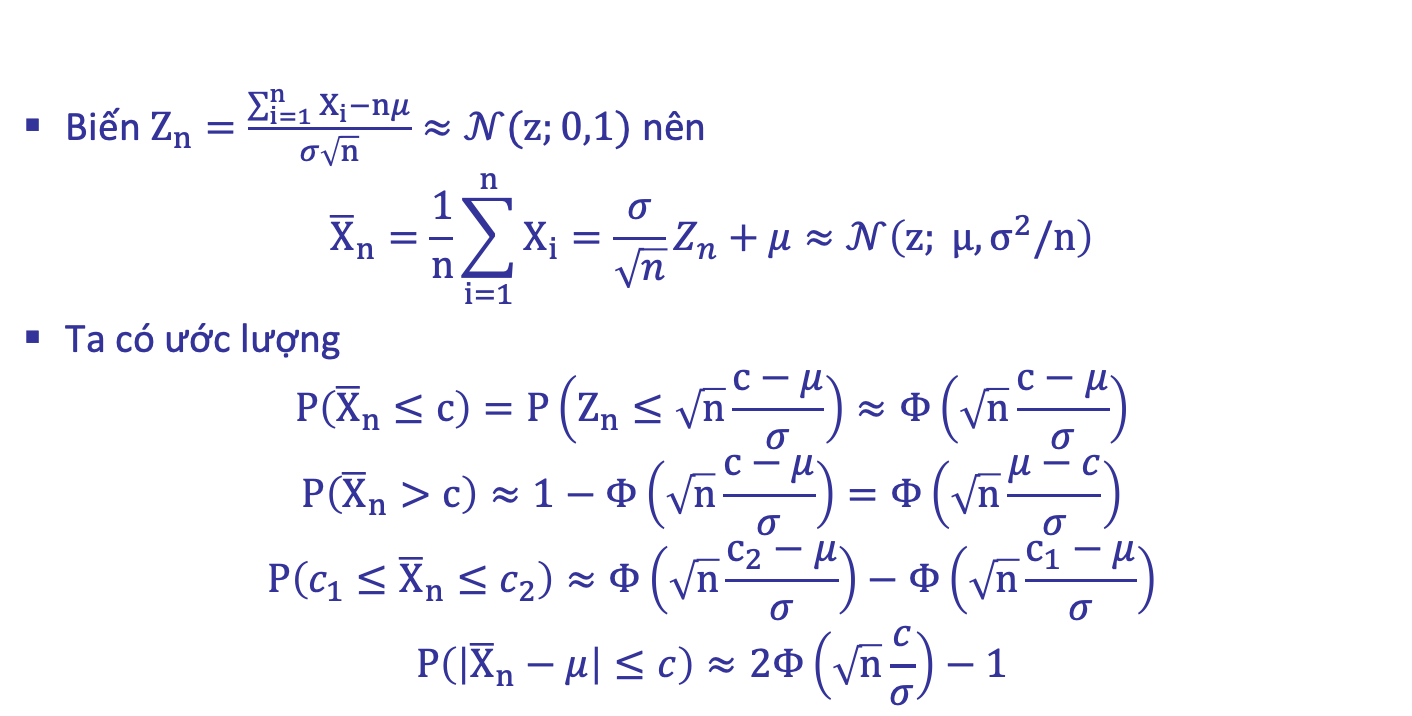 ▪ Biến Zₙ = (∑ⁿᵢ₌₁ Xᵢ−nμ)/(σ√n) ≈ 𝒩(z; 0,1) nên
X̅ₙ = (1/n) ∑ⁿᵢ₌₁ Xᵢ = (σ/√n) Zₙ + μ ≈ 𝒩(z; μ, σ²/n)
▪ Ta có ước lượng
P(X̅ₙ ≤ c) = P(Zₙ ≤ √n (c − μ)/σ) ≈ Φ(√n (c − μ)/σ)
P(X̅ₙ > c) ≈ 1 − Φ(√n (c − μ)/σ) = Φ(√n (μ − c)/σ)
P(c₁ ≤ X̅ₙ ≤ c₂) ≈ Φ(√n (c₂ − μ)/σ) − Φ(√n (c₁ − μ)/σ)
P(|X̅ₙ − μ| ≤ c) ≈ 2Φ(√n c/σ) − 1